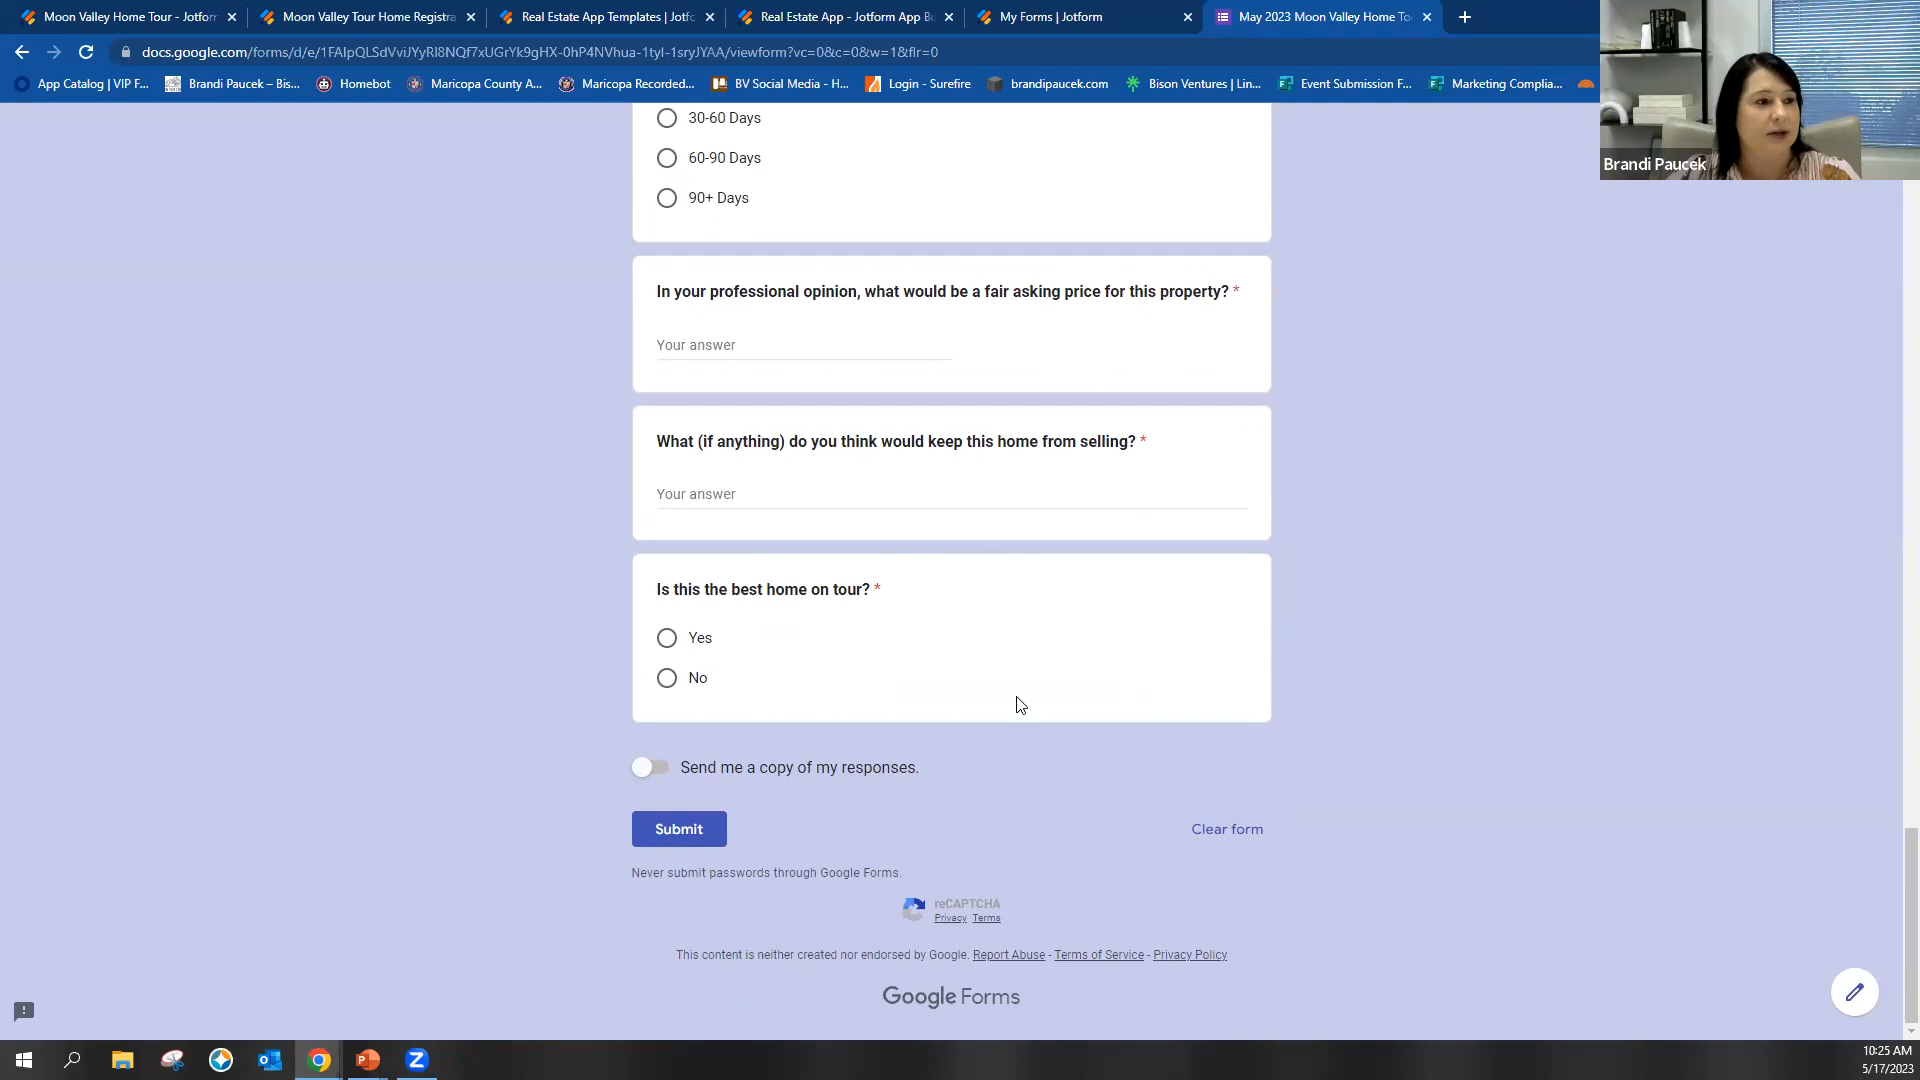 Moon Valley Home Tour - Jotfor
Moon Valley Tour Home Registra
Real Estate App Templates | Jotfc
Real Estate App - Jotform App Bu
My Forms | Jotform
May 2023 Moon Valley Home To
docs.google.com/forms/d/e/1FAIpQLSdVviJYyRI8NQf7xUGrYk9gHX-0hP4NVhua-1tyI-1sryJYAA/viewform?vc=0&c=0&w=1&flr=0
App Catalog | VIP F...
Brandi Paucek – Bis...
Homebot
Maricopa County A...
Maricopa Recorded...
BV Social Media - H...
Login - Surefire
brandipaucek.com
Bison Ventures | Lin...
Event Submission F...
Marketing Complia...
Brandi Paucek
30-60 Days
60-90 Days
90+ Days
In your professional opinion, what would be a fair asking price for this property? *
Your answer
What (if anything) do you think would keep this home from selling? *
Your answer
Is this the best home on tour? *
Yes
No
Send me a copy of my responses.
Submit
Clear form
Never submit passwords through Google Forms.
reCAPTCHA
Privacy Terms
This content is neither created nor endorsed by Google. Report Abuse - Terms of Service - Privacy Policy
Google Forms
10:25 AM
5/17/2023